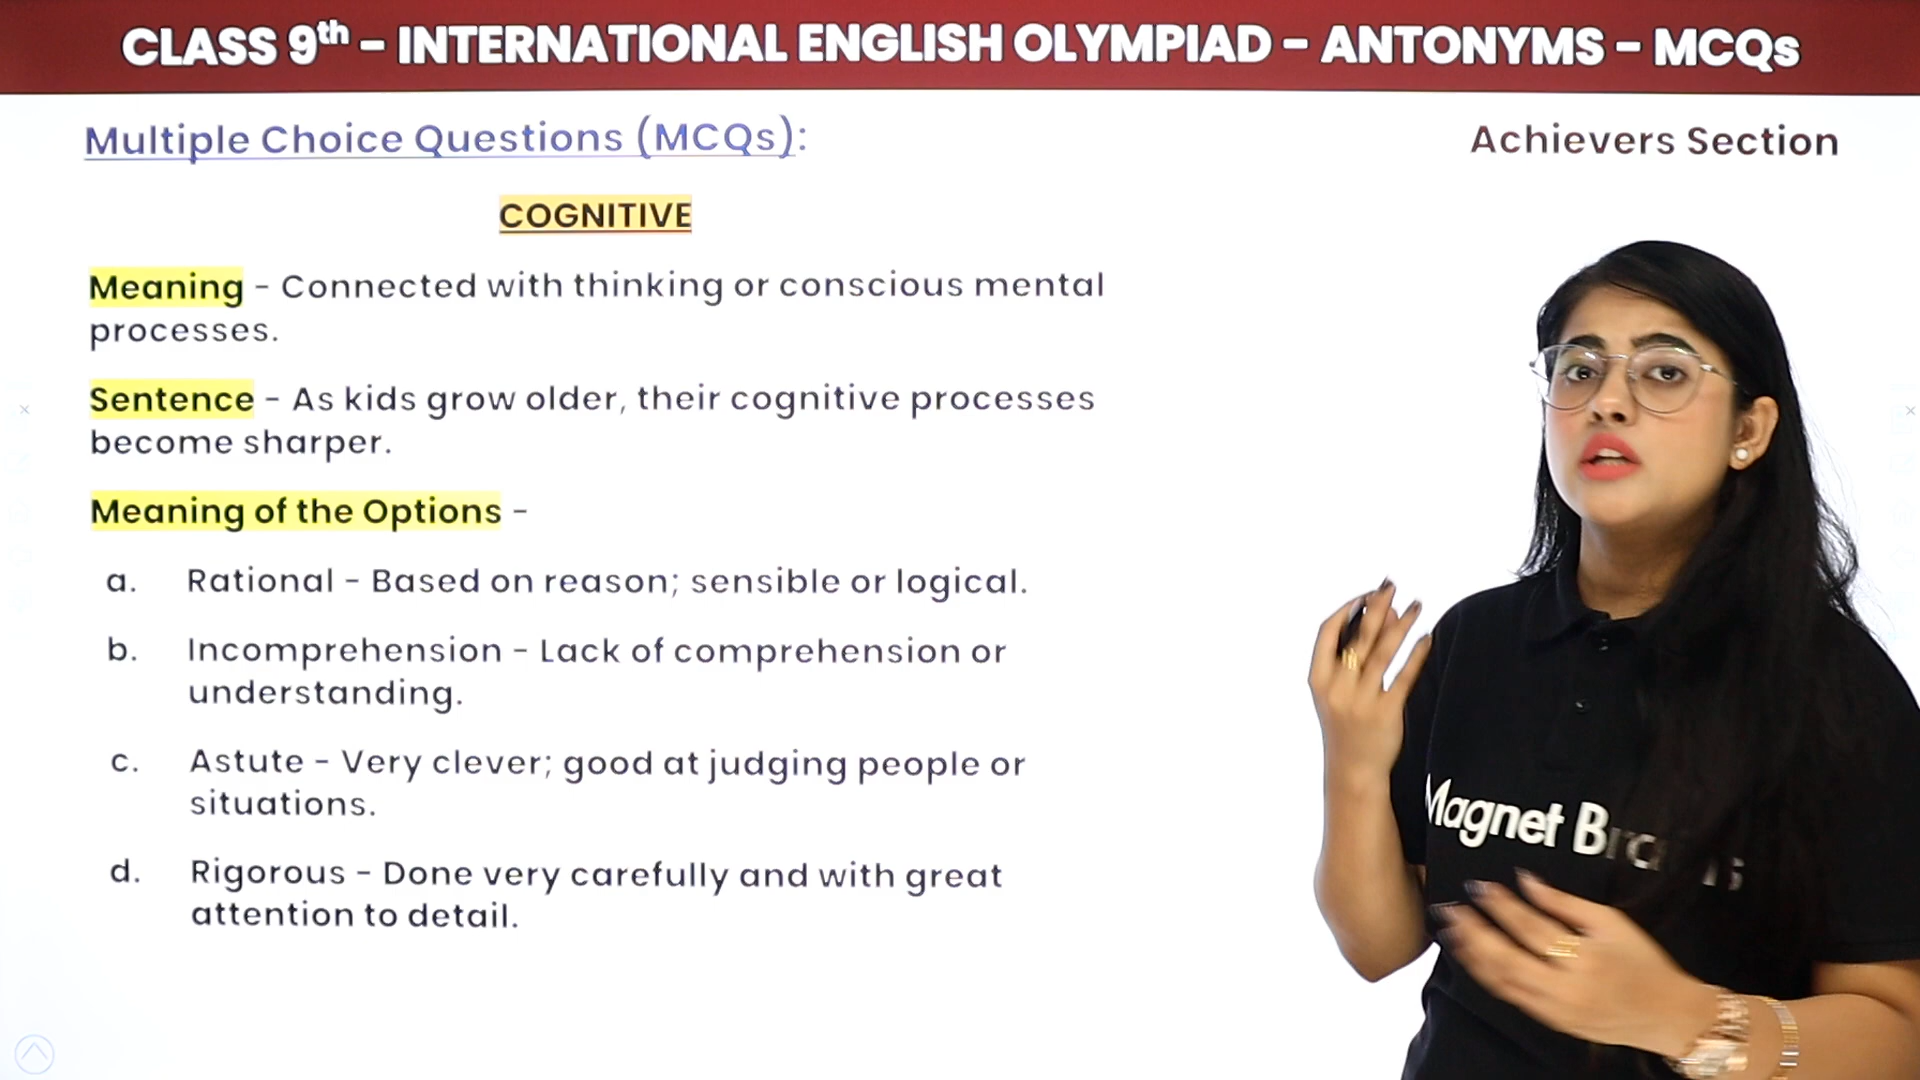 CLASS 9th – INTERNATIONAL ENGLISH OLYMPIAD – ANTONYMS – MCQs
Multiple Choice Questions (MCQs):
Achievers Section
COGNITIVE
Meaning - Connected with thinking or conscious mental
processes.
Sentence - As kids grow older, their cognitive processes
become sharper.
Meaning of the Options -
a. Rational - Based on reason; sensible or logical.
b. Incomprehension - Lack of comprehension or
understanding.
c. Astute - Very clever; good at judging people or
situations.
d. Rigorous - Done very carefully and with great
attention to detail.
Magnet Brains